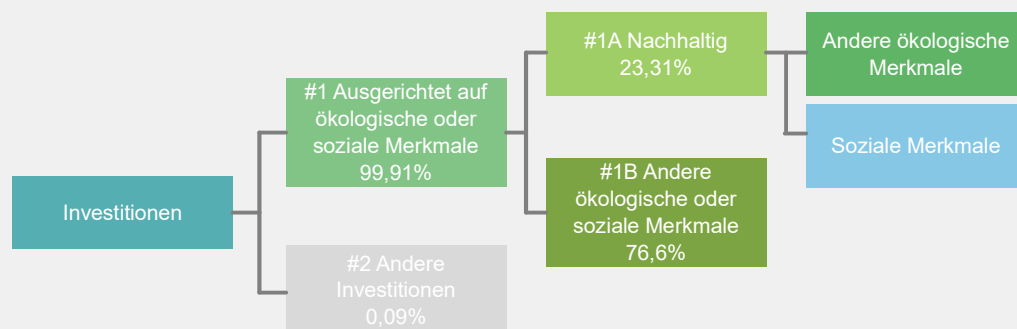 Investitionen
#1 Ausgerichtet auf
ökologische oder
soziale Merkmale
99,91%
#2 Andere
Investitionen
0,09%
#1A Nachhaltig
23,31%
#1B Andere
ökologische oder
soziale Merkmale
76,6%
Andere ökologische
Merkmale
Soziale Merkmale